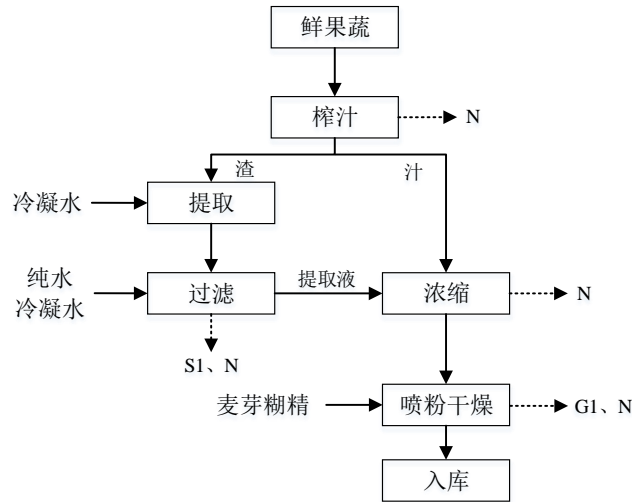 鲜果蔬
榨汁
N
渣
汁
冷凝水
提取
纯水
冷凝水
过滤
提取液
浓缩
N
S1、N
麦芽糊精
喷粉干燥
G1、N
入库